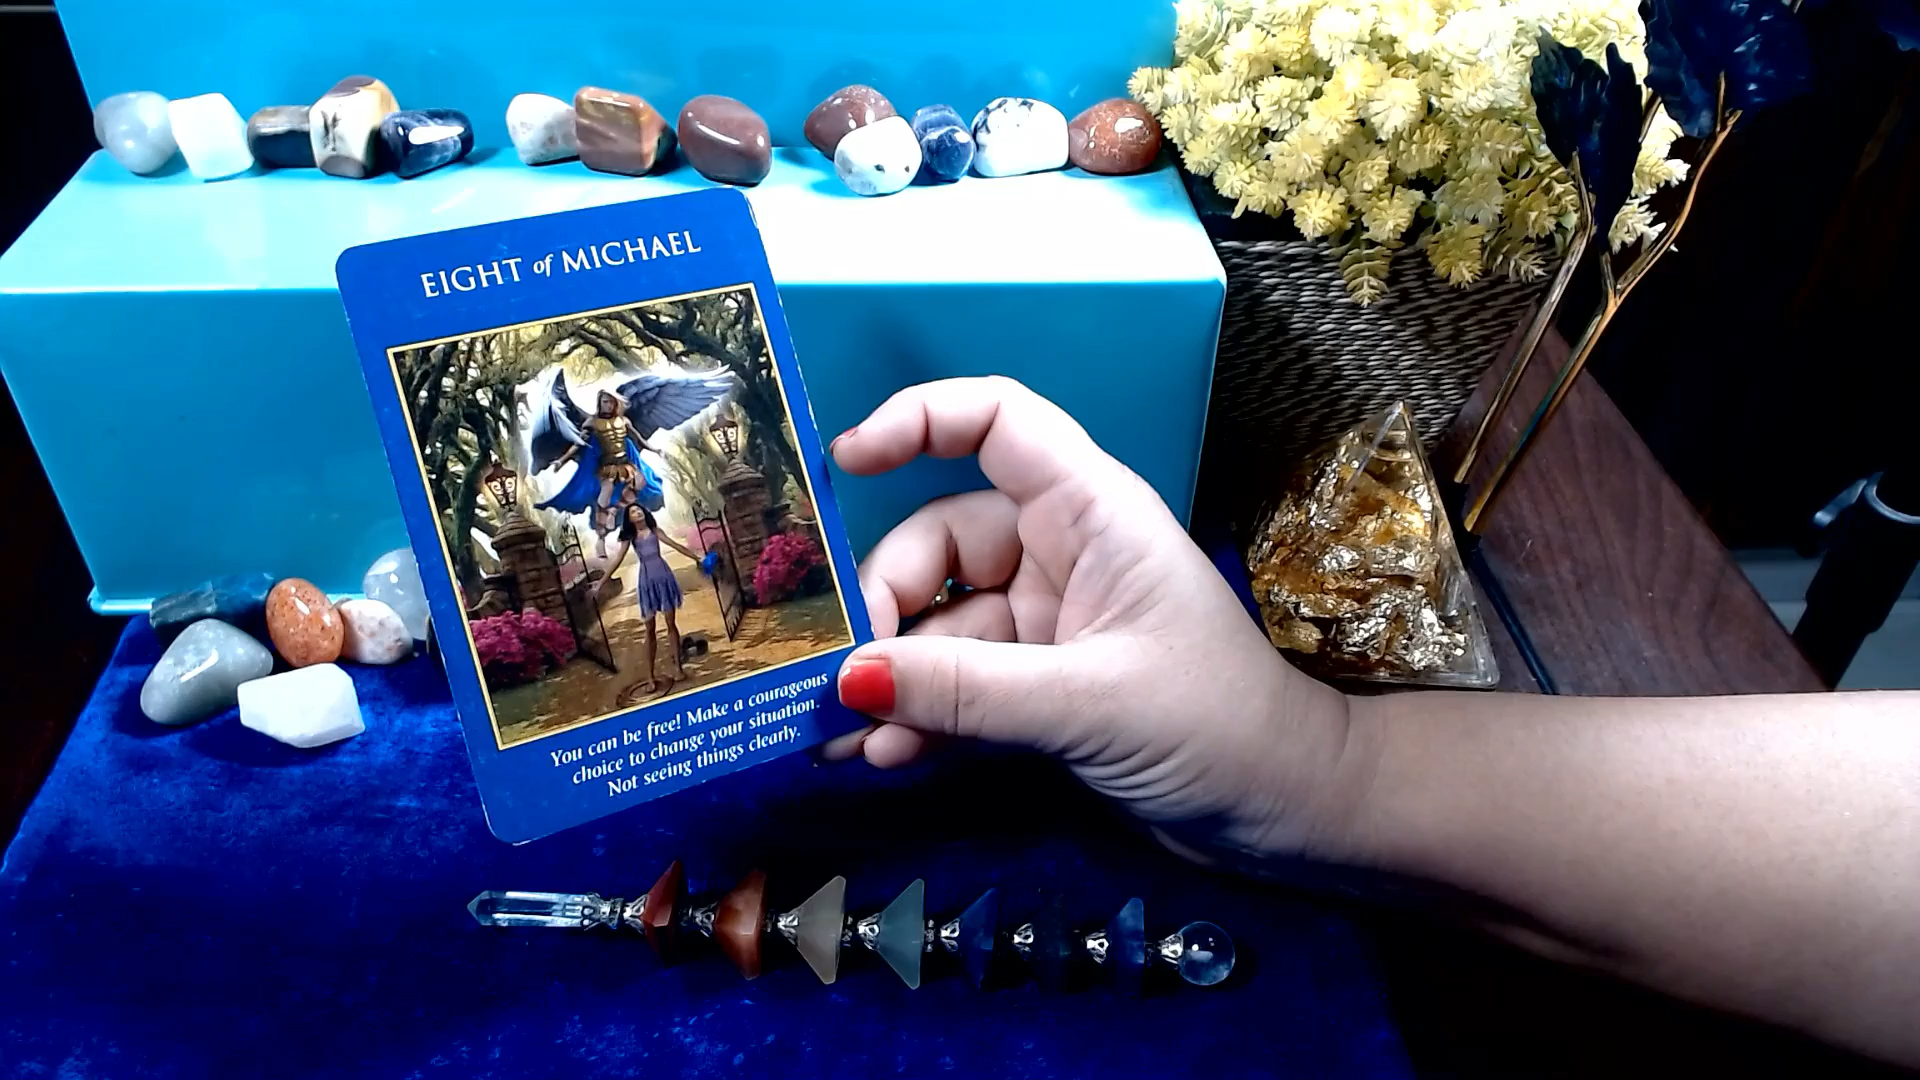 EIGHT of MICHAEL
You can be free! Make a courageous
choice to change your situation.
Not seeing things clearly.